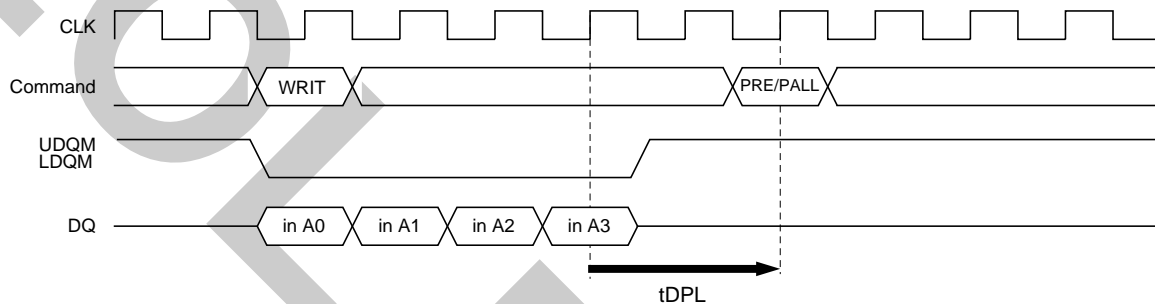 CLK
Command
WRIT
PRE/PALL
UDQM
LDQM
DQ
in A0
in A1
in A2
in A3
tDPL